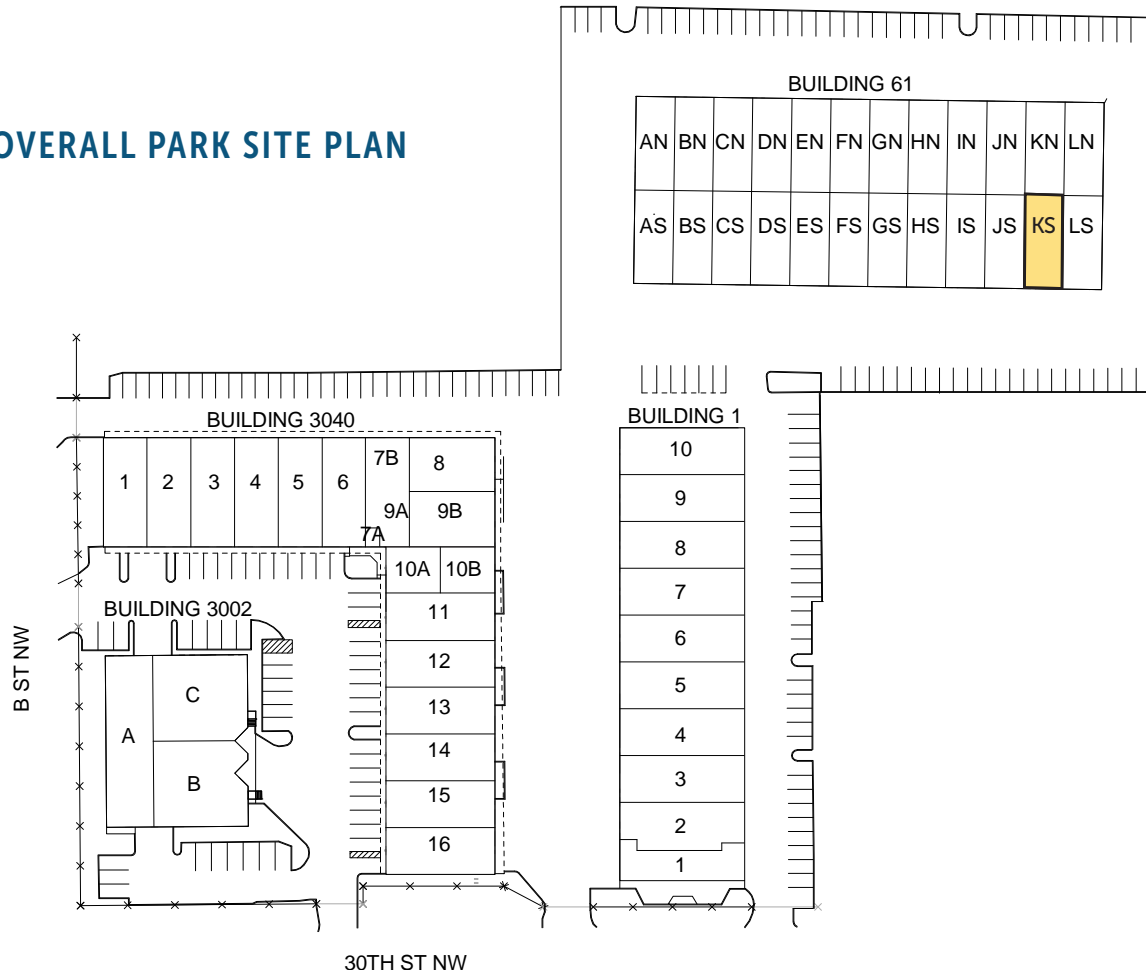 BUILDING 61
OVERALL PARK SITE PLAN
AN BN CN DN EN FN GN HN IN JN KN LN
AS BS CS DS ES FS GS HS IS JS KS LS
BUILDING 3040
1 2 3 4 5 6 7B 8
9A 9B
7A
10A 10B
11
12
13
14
15
16
BUILDING 1
10
9
8
7
6
5
4
3
2
1
BUILDING 3002
A
C
B
B ST NW
30TH ST NW